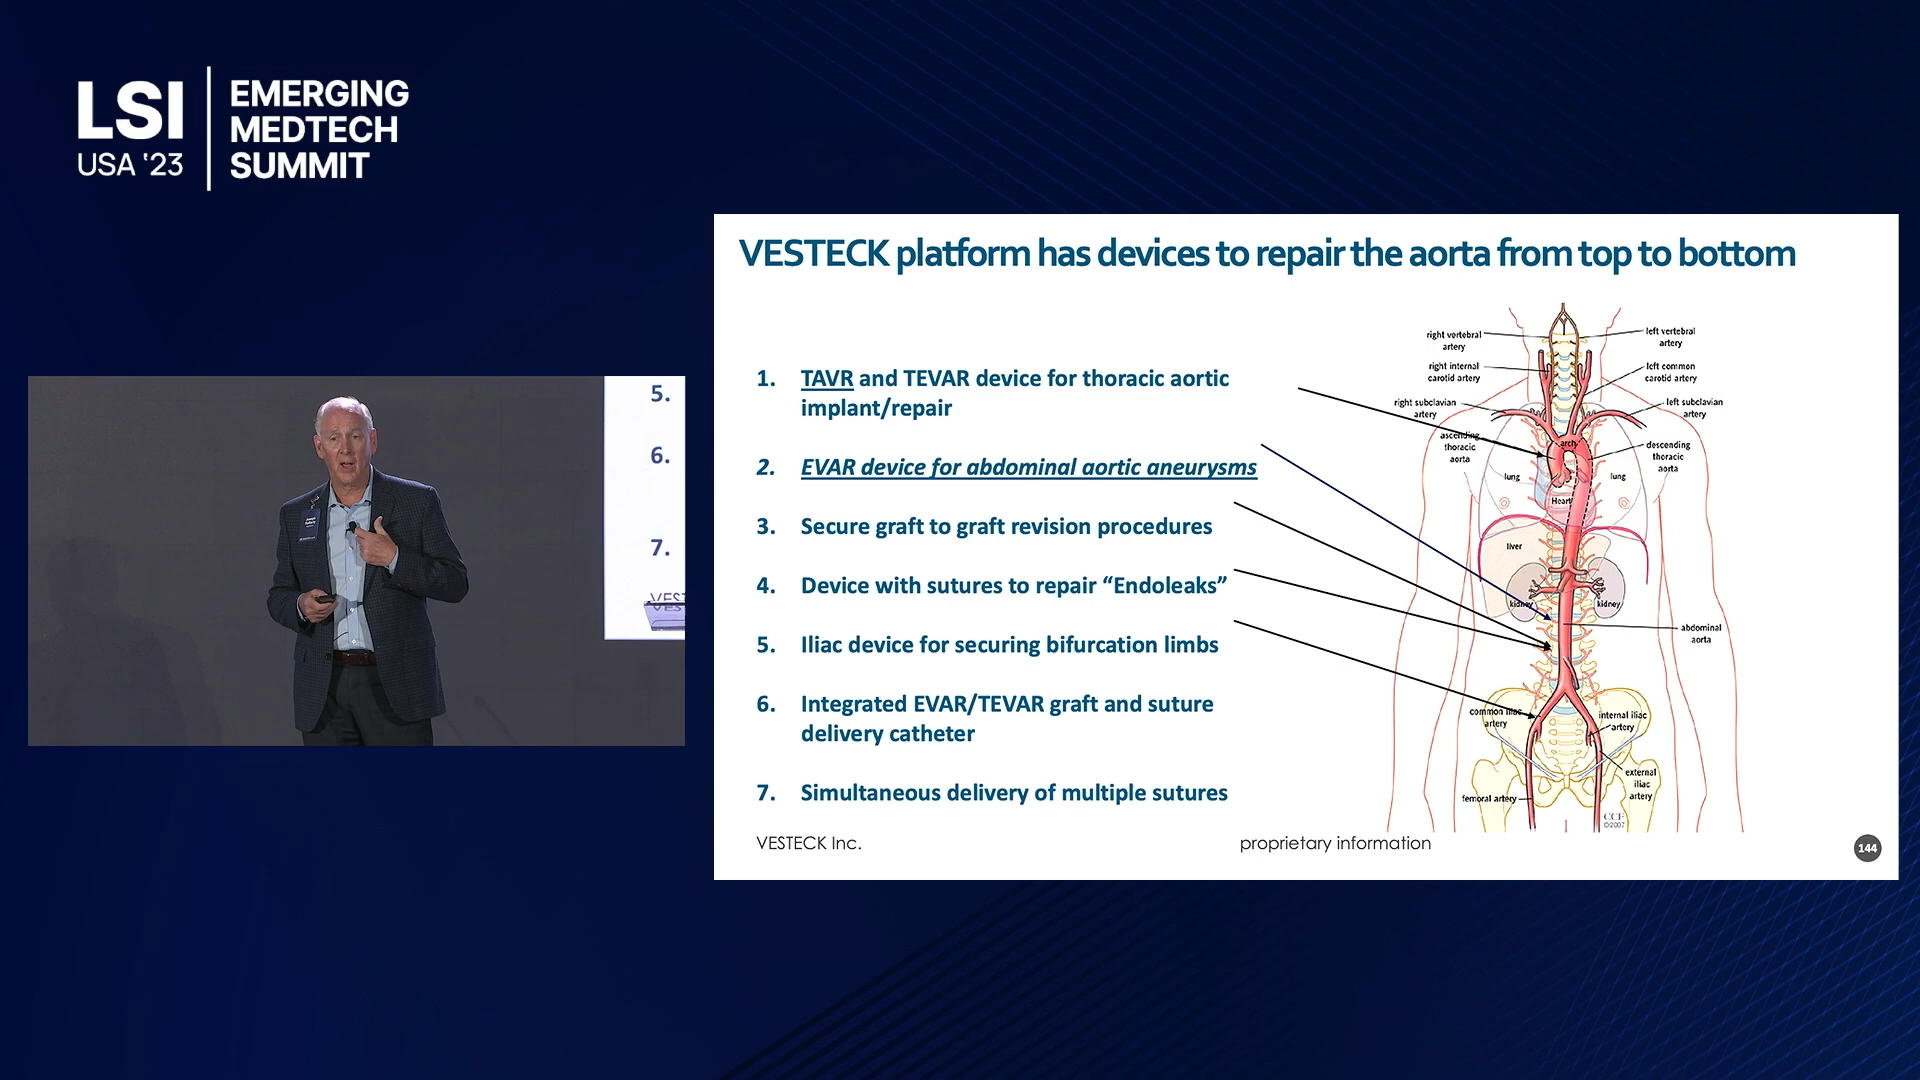 LSI
USA '23
EMERGING
MEDTECH
SUMMIT
5.
6.
7.
VESTECK platform has devices to repair the aorta from top to bottom
1. TAVR and TEVAR device for thoracic aortic
implant/repair
2. EVAR device for abdominal aortic aneurysms
3. Secure graft to graft revision procedures
4. Device with sutures to repair “Endoleaks”
5. Iliac device for securing bifurcation limbs
6. Integrated EVAR/TEVAR graft and suture
delivery catheter
7. Simultaneous delivery of multiple sutures
right vertebral
artery
left vertebral
artery
right internal
carotid artery
left common
carotid artery
right subclavian
artery
left subclavian
artery
ascending
thoracic
aorta
arch
descending
thoracic
aorta
lung
lung
Heart
liver
kidney
kidney
abdominal
aorta
common iliac
artery
internal iliac
artery
external
iliac
artery
femoral artery
CCF
©2007
VESTECK Inc.
proprietary information
144